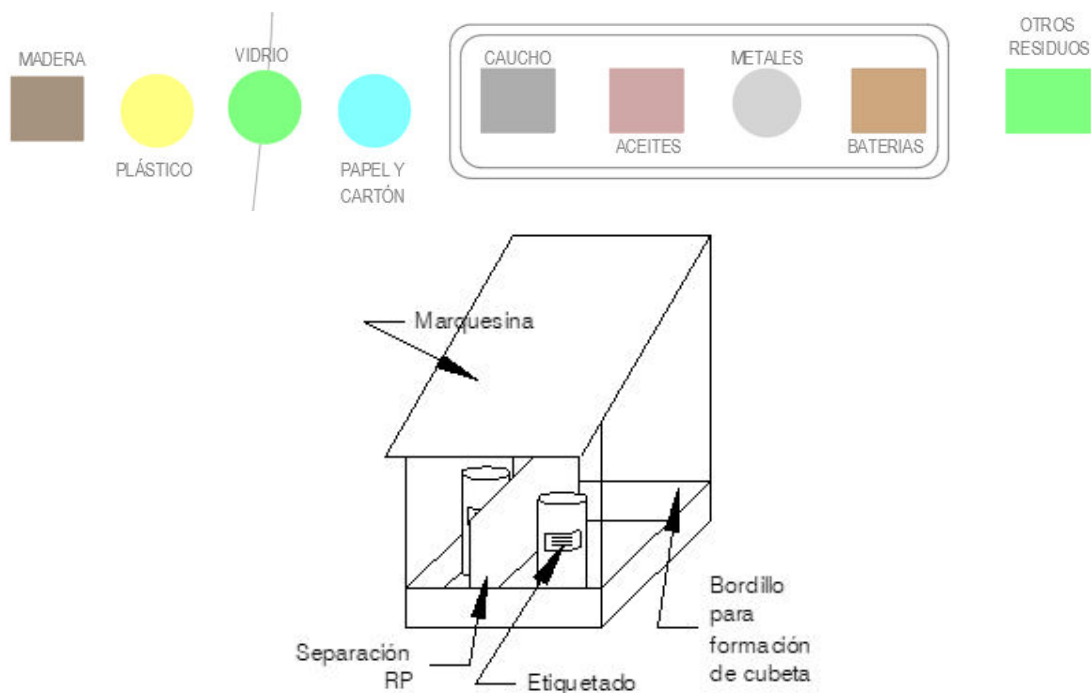 MADERA
PLÁSTICO
VIDRIO
PAPEL Y
CARTÓN
CAUCHO
ACEITES
METALES
BATERIAS
OTROS
RESIDUOS
Marquesina
Separación
RP
Etiquetado
Bordillo
para
formación
de cubeta